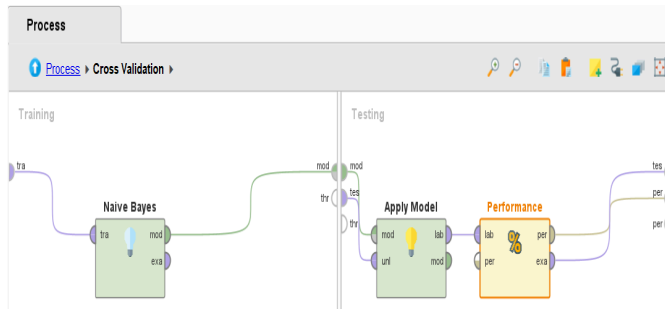 Process
Process ▸ Cross Validation ▸
Training
Testing
tra
mod
thr
mod
tes
thr
tes
per
per
Naive Bayes
tra
mod
exa
Apply Model
mod
lab
unl
mod
Performance
lab
per
per
exa